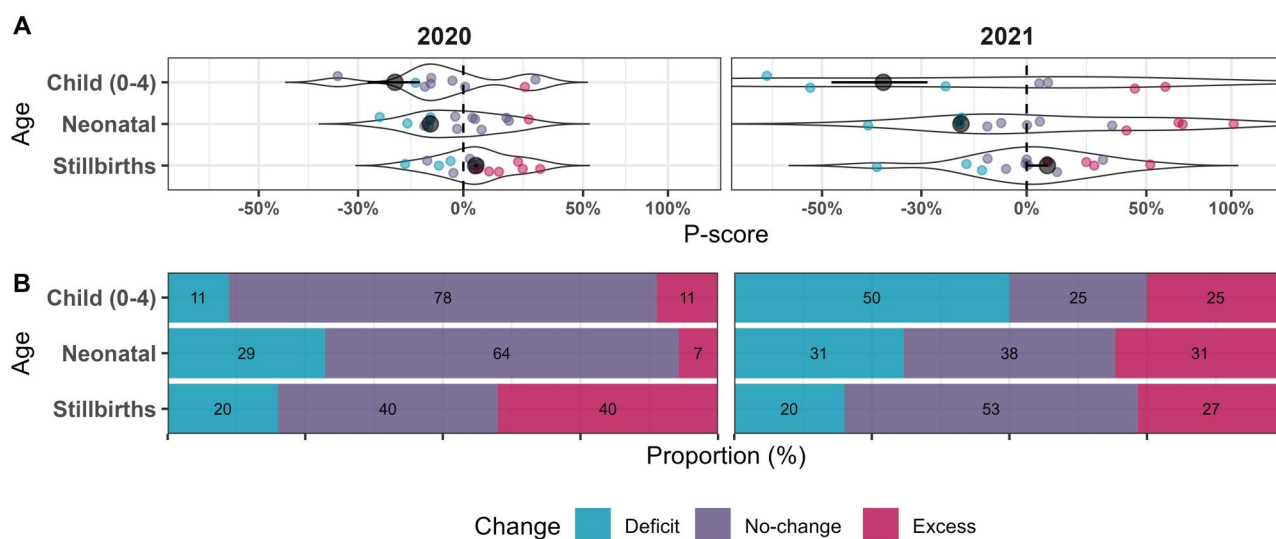 A
2020
2021
Age
Child (0-4)
Neonatal
Stillbirths
-50% -30% 0% 50% 100%
-50% -30% 0% 50% 100%
P-score
B
Age
Child (0-4)
11 78 11
50 25 25
Neonatal
29 64 7
31 38 31
Stillbirths
20 40 40
20 53 27
Proportion (%)
Change Deficit No-change Excess